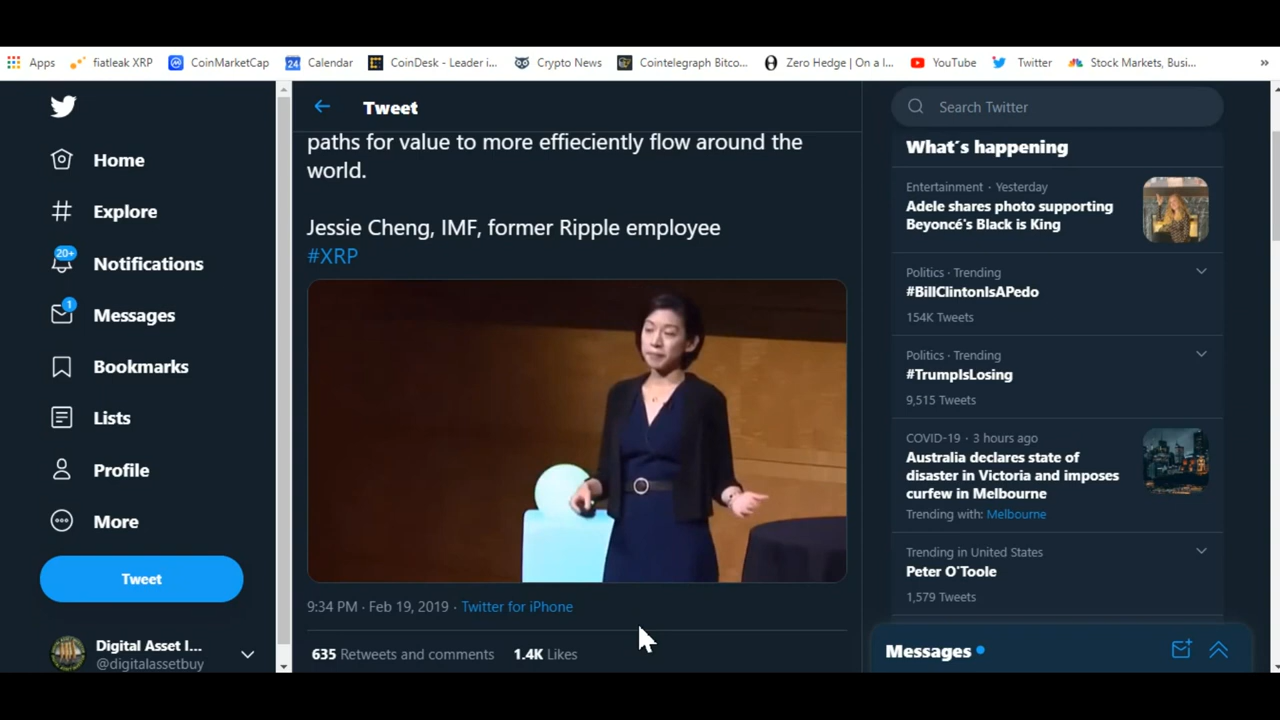 Apps
fiatleak XRP
CoinMarketCap
24
Calendar
CoinDesk - Leader i...
Crypto News
Cointelegraph Bitco...
Zero Hedge | On a l...
YouTube
Twitter
Stock Markets, Busi...
»
Home
Explore
20+
Notifications
1
Messages
Bookmarks
Lists
Profile
More
Tweet
Digital Asset I...
@digitalassetbuy
Tweet
paths for value to more effieciently flow around the
world.
Jessie Cheng, IMF, former Ripple employee
#XRP
9:34 PM · Feb 19, 2019 · Twitter for iPhone
635 Retweets and comments 1.4K Likes
Search Twitter
What´s happening
Entertainment · Yesterday
Adele shares photo supporting
Beyoncé's Black is King
Politics · Trending
#BillClintonIsAPedo
154K Tweets
Politics · Trending
#TrumpIsLosing
9,515 Tweets
COVID-19 · 3 hours ago
Australia declares state of
disaster in Victoria and imposes
curfew in Melbourne
Trending with: Melbourne
Trending in United States
Peter O'Toole
1,579 Tweets
Messages